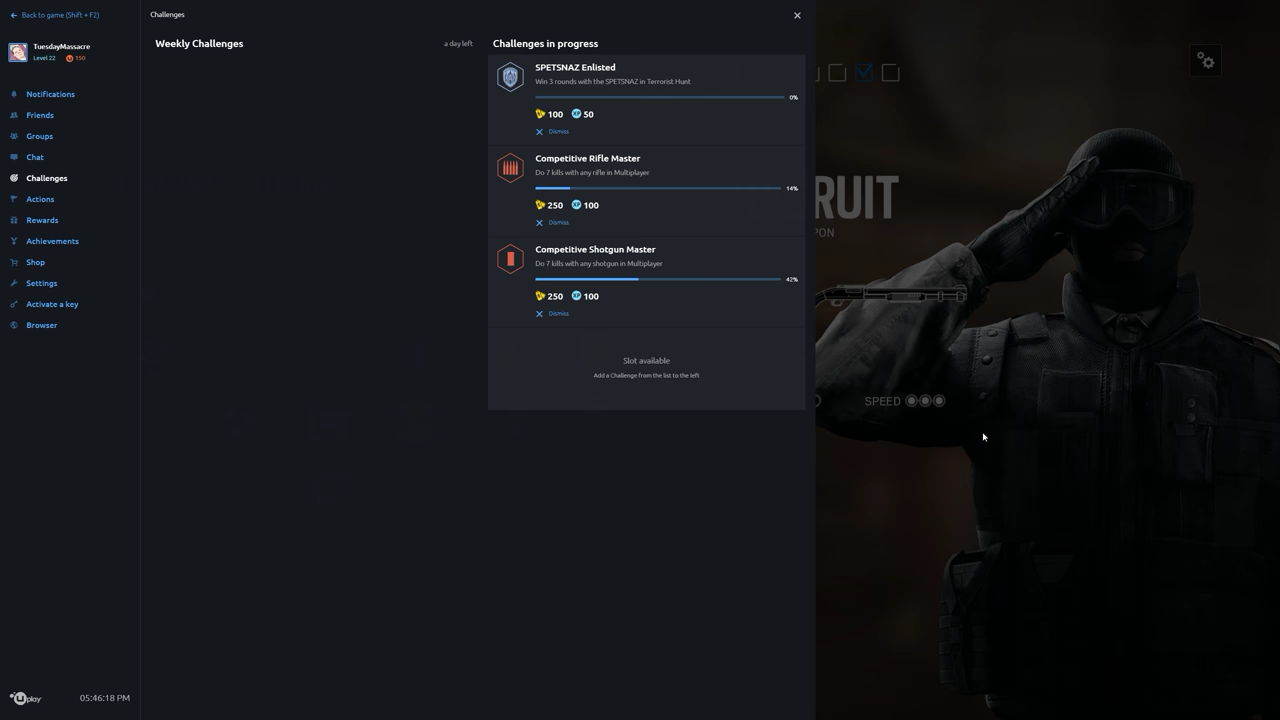 Back to game (Shift + F2)
TuesdayMassacre
Level 22 150
Notifications
Friends
Groups
Chat
Challenges
Actions
Rewards
Achievements
Shop
Settings
Activate a key
Browser
uplay
05:46:18 PM
Challenges
Weekly Challenges
a day left
Challenges in progress
SPETSNAZ Enlisted
Win 3 rounds with the SPETSNAZ in Terrorist Hunt
0%
100 XP 50
Dismiss
Competitive Rifle Master
Do 7 kills with any rifle in Multiplayer
14%
250 XP 100
Dismiss
Competitive Shotgun Master
Do 7 kills with any shotgun in Multiplayer
42%
250 XP 100
Dismiss
Slot available
Add a Challenge from the list to the left
RUIT
PON
SPEED